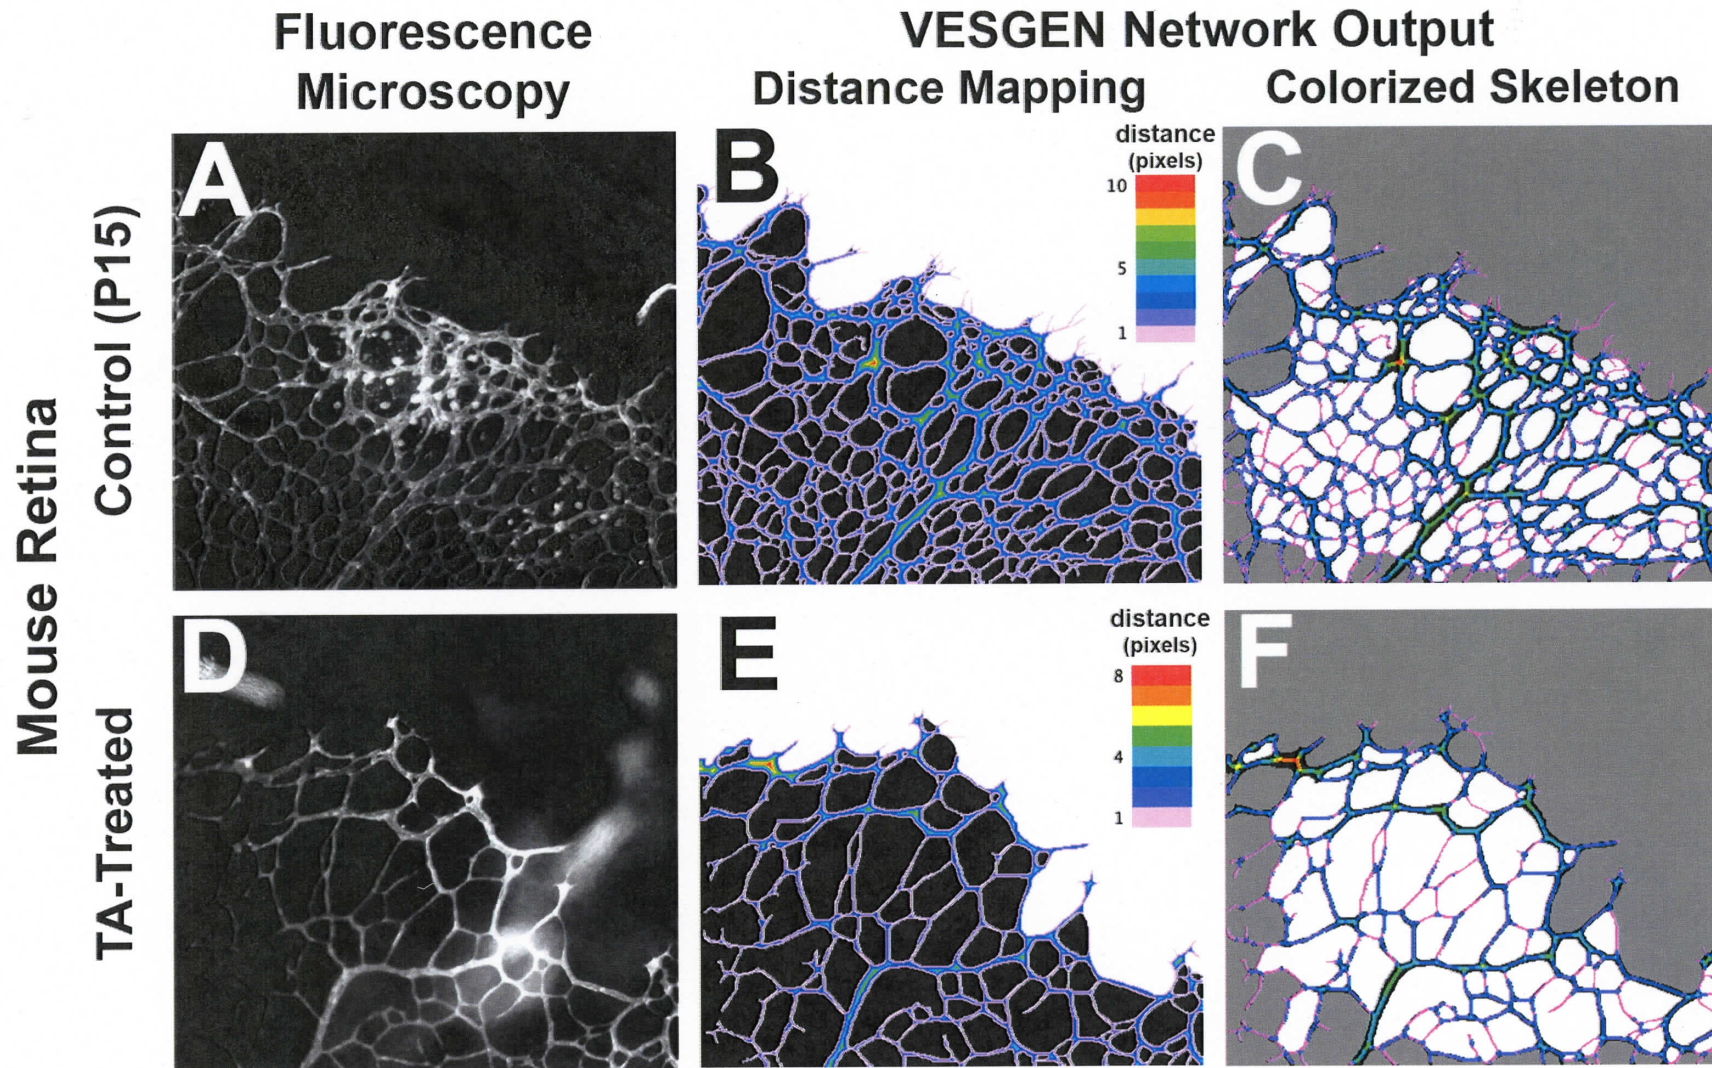 Fluorescence
Microscopy
VESGEN Network Output
Distance Mapping
Colorized Skeleton
Mouse Retina
Control (P15)
A
B
distance
(pixels)
10
5
1
C
TA-Treated
D
E
distance
(pixels)
8
4
1
F